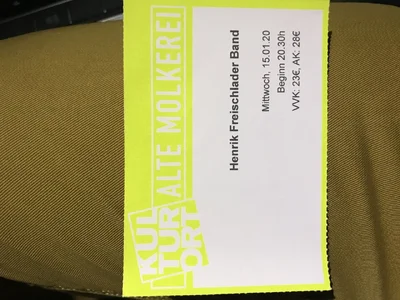 KUL
TUR
ORT
ALTE MOLKEREI
Henrik Freischlader Band
Mittwoch, 15.01.20
Beginn 20.30h
VVK: 23€, AK: 28€